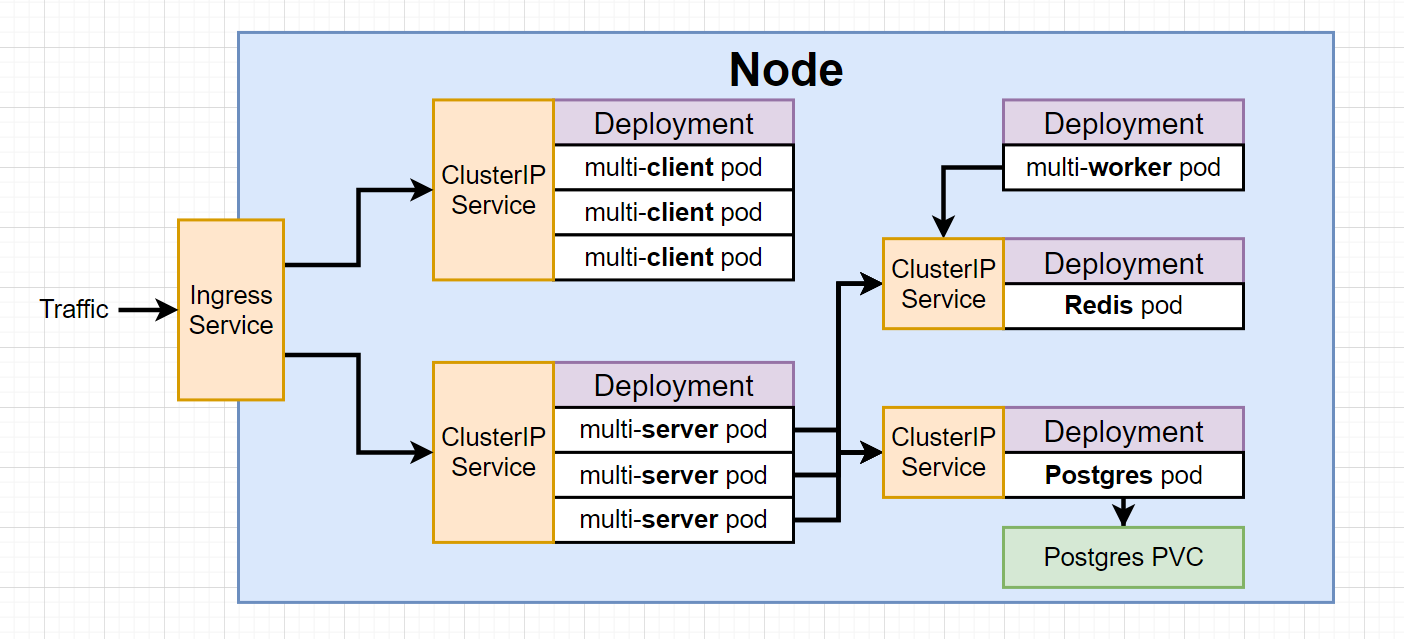 Node
Traffic
Ingress
Service
ClusterIP
Service
Deployment
multi-client pod
multi-client pod
multi-client pod
ClusterIP
Service
Deployment
multi-server pod
multi-server pod
multi-server pod
Deployment
multi-worker pod
ClusterIP
Service
Deployment
Redis pod
ClusterIP
Service
Deployment
Postgres pod
Postgres PVC